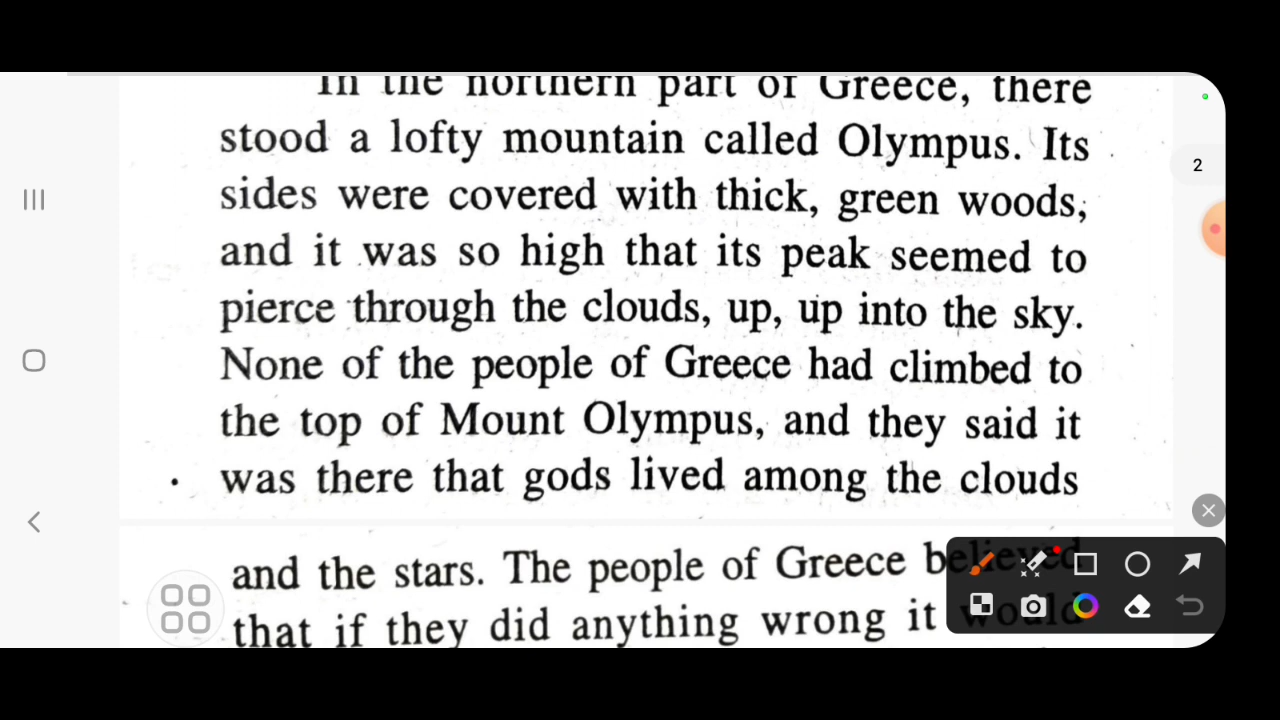 In the northern part of Greece, there
stood a lofty mountain called Olympus. Its
2
sides were covered with thick, green woods,
and it was so high that its peak seemed to
pierce through the clouds, up, up into the sky.
None of the people of Greece had climbed to
the top of Mount Olympus, and they said it
was there that gods lived among the clouds
and the stars. The people of Greece believed
that if they did anything wrong it would